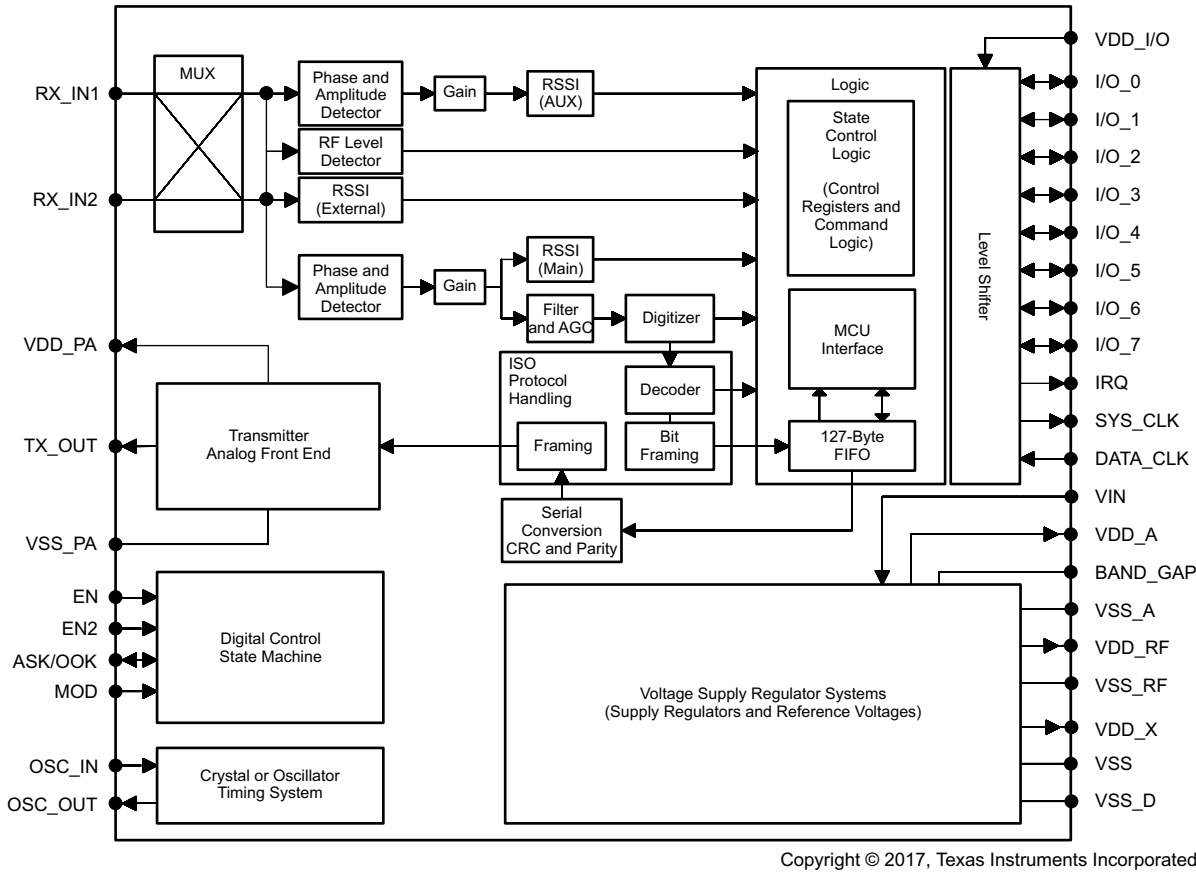 VDD_I/O
MUX
Phase and
Amplitude
Detector
Gain
RSSI
(AUX)
Logic
RX_IN1
I/O_0
State
Control
Logic
(Control
Registers and
Command
Logic)
I/O_1
RF Level
Detector
I/O_2
RX_IN2
RSSI
(External)
I/O_3
I/O_4
Level Shifter
RSSI
(Main)
I/O_5
Phase and
Amplitude
Detector
Gain
I/O_6
Filter
and AGC
Digitizer
MCU
Interface
VDD_PA
I/O_7
ISO
Protocol
Handling
Decoder
IRQ
SYS_CLK
Transmitter
Analog Front End
TX_OUT
Framing
Bit
Framing
127-Byte
FIFO
DATA_CLK
VIN
Serial
Conversion
CRC and Parity
VSS_PA
VDD_A
BAND_GAP
EN
VSS_A
EN2
Digital Control
State Machine
VDD_RF
ASK/OOK
VSS_RF
MOD
Voltage Supply Regulator Systems
(Supply Regulators and Reference Voltages)
VDD_X
OSC_IN
Crystal or Oscillator
Timing System
VSS
OSC_OUT
VSS_D
Copyright © 2017, Texas Instruments Incorporated